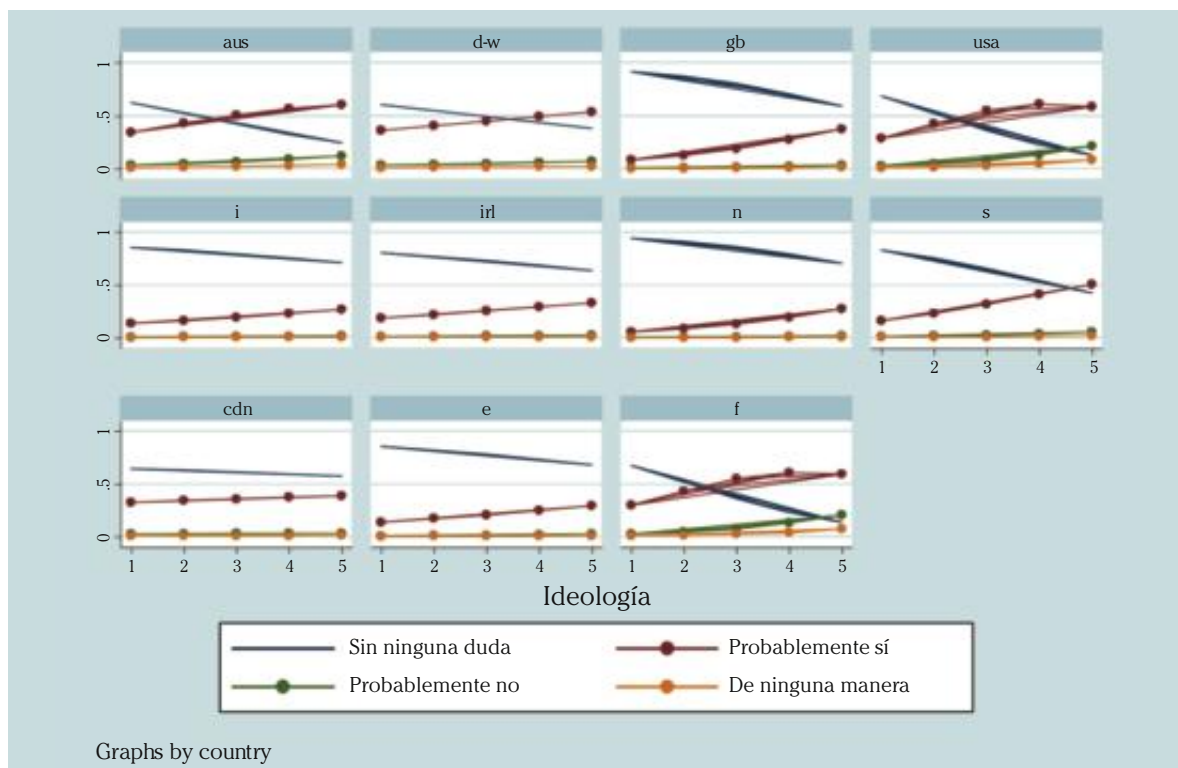 aus d-w gb usa
1
.5
0
i irl n s
1
.5
0
1 2 3 4 5
cdn e f
1
.5
0
1 2 3 4 5 1 2 3 4 5 1 2 3 4 5
Ideología
Sin ninguna duda Probablemente sí
Probablemente no De ninguna manera
Graphs by country